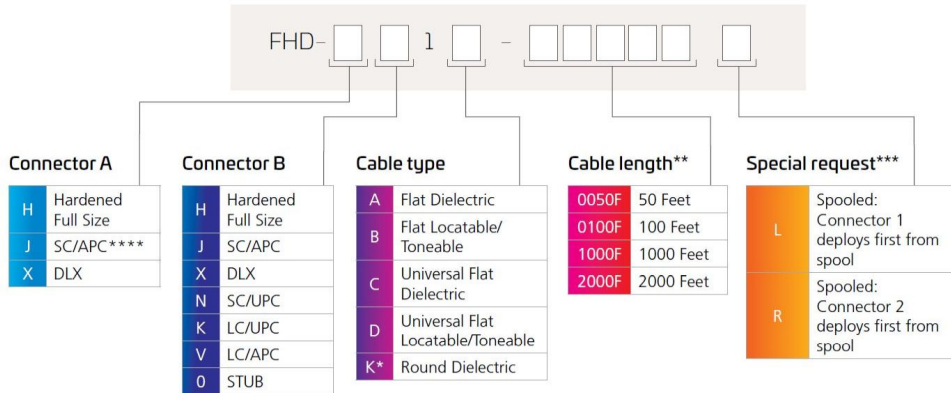 FHD- 1 -
Connector A
H Hardened
Full Size
J SC/APC****
X DLX
Connector B
H Hardened
Full Size
J SC/APC
X DLX
N SC/UPC
K LC/UPC
V LC/APC
0 STUB
Cable type
A Flat Dielectric
B Flat Locatable/
Toneable
C Universal Flat
Dielectric
D Universal Flat
Locatable/Toneable
K* Round Dielectric
Cable length**
0050F 50 Feet
0100F 100 Feet
1000F 1000 Feet
2000F 2000 Feet
Special request***
L Spooled:
Connector 1
deploys first from
spool
R Spooled:
Connector 2
deploys first from
spool